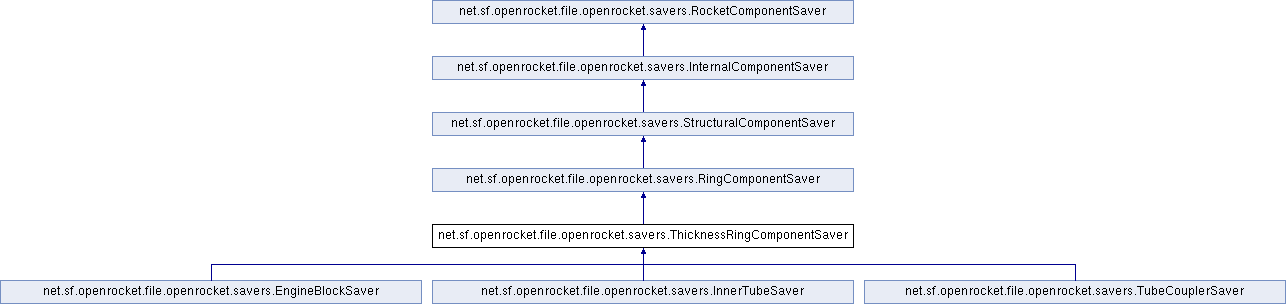 net.sf.openrocket.file.openrocket.savers.RocketComponentSaver
net.sf.openrocket.file.openrocket.savers.InternalComponentSaver
net.sf.openrocket.file.openrocket.savers.StructuralComponentSaver
net.sf.openrocket.file.openrocket.savers.RingComponentSaver
net.sf.openrocket.file.openrocket.savers.ThicknessRingComponentSaver
net.sf.openrocket.file.openrocket.savers.EngineBlockSaver
net.sf.openrocket.file.openrocket.savers.InnerTubeSaver
net.sf.openrocket.file.openrocket.savers.TubeCouplerSaver